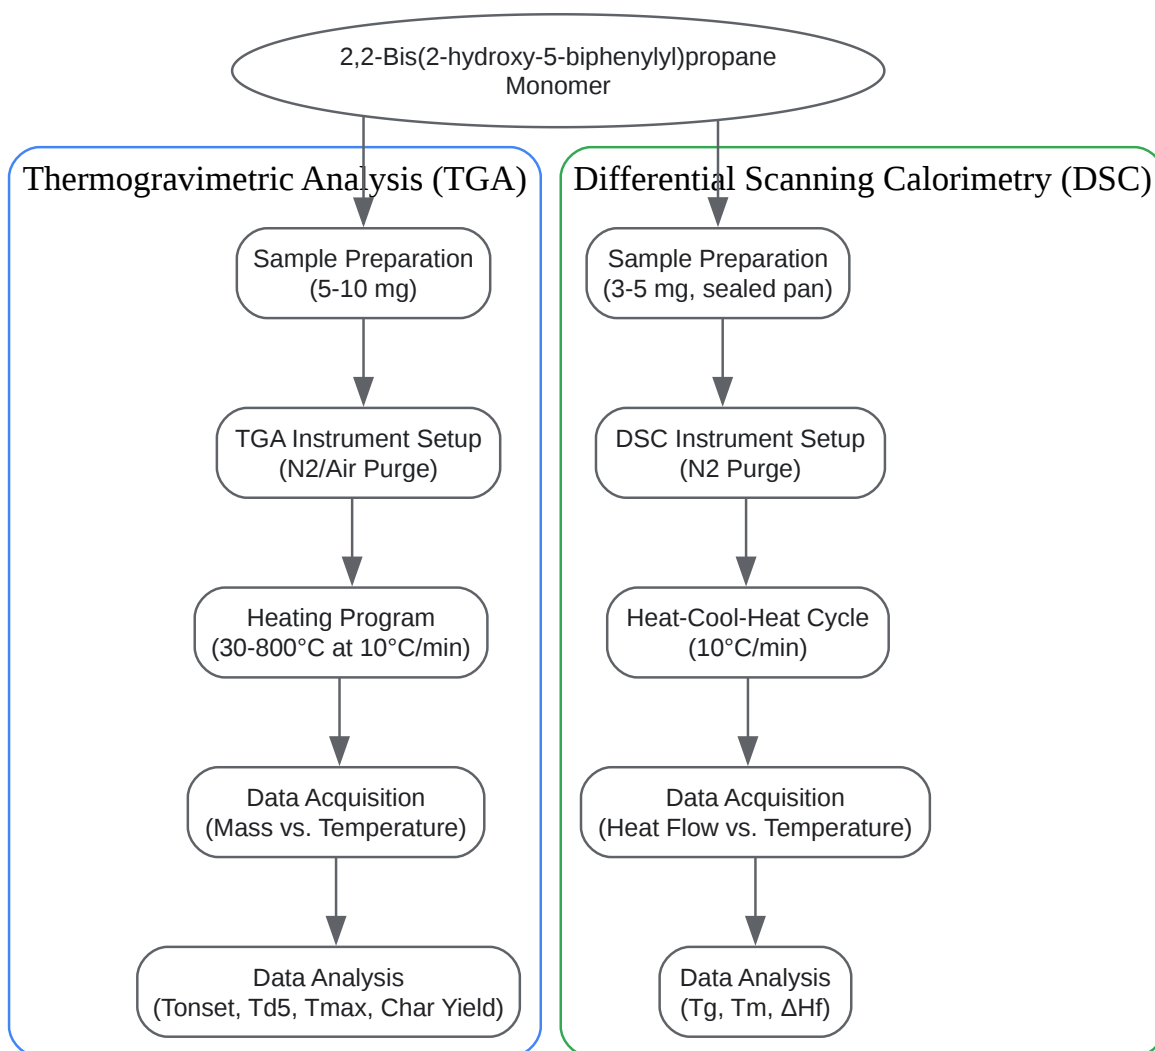 2,2-Bis(2-hydroxy-5-biphenylyl)propane
Monomer
Thermogravimetric Analysis (TGA)
Sample Preparation
(5-10 mg)
TGA Instrument Setup
(N2/Air Purge)
Heating Program
(30-800°C at 10°C/min)
Data Acquisition
(Mass vs. Temperature)
Data Analysis
(Tonset, Td5, Tmax, Char Yield)
Differential Scanning Calorimetry (DSC)
Sample Preparation
(3-5 mg, sealed pan)
DSC Instrument Setup
(N2 Purge)
Heat-Cool-Heat Cycle
(10°C/min)
Data Acquisition
(Heat Flow vs. Temperature)
Data Analysis
(Tg, Tm, ΔHf)